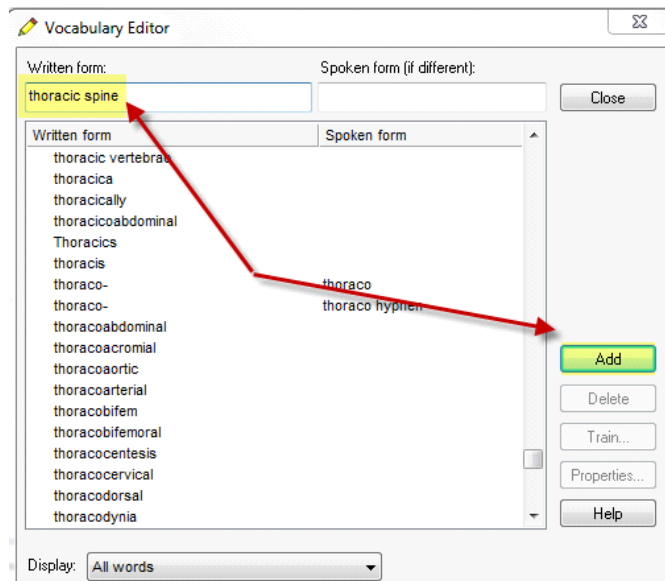 Vocabulary Editor
Written form: Spoken form (if different):
thoracic spine
Close
Written form Spoken form
thoracic vertebrae
thoracica
thoracically
thoracicoabdominal
Thoracics
thoracis
thoraco- thoraco
thoraco- thoraco hyphen
thoracoabdominal
thoracoacromial
thoracoaortic
Add
thoracoarterial
thoracobifem
Delete
thoracobifemoral
thoracocentesis
Train...
thoracocervical
Properties...
thoracodorsal
thoracodynia
Help
Display: All words